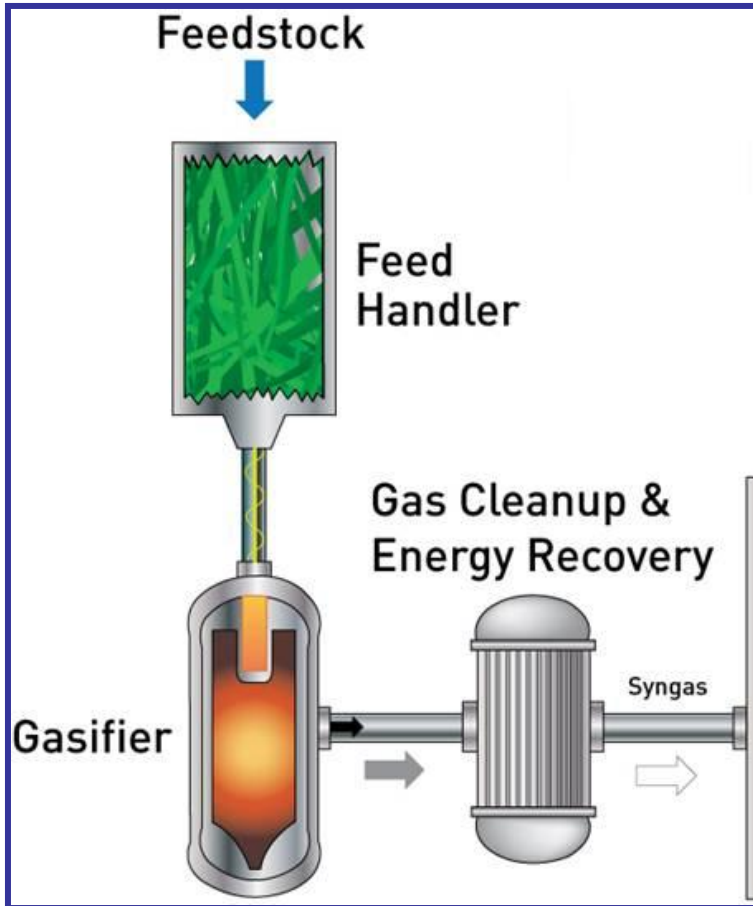 Feedstock
Feed
Handler
Gas Cleanup &
Energy Recovery
Syngas
Gasifier